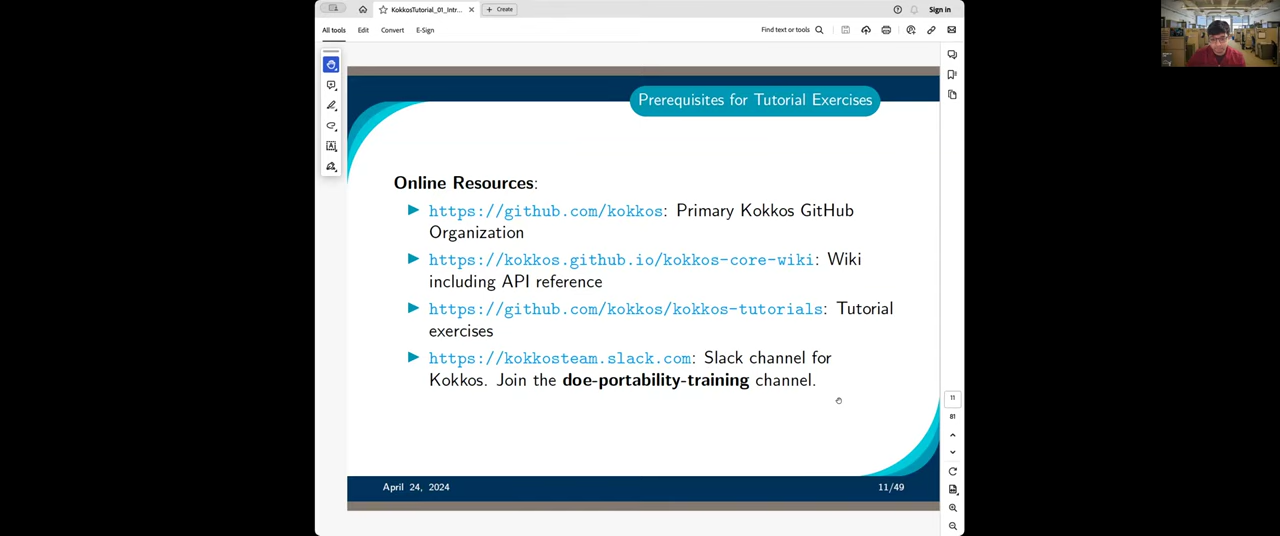 KokkosTutorial_01_Intr...
Create
Sign in
All tools
Edit
Convert
E-Sign
Find text or tools
Prerequisites for Tutorial Exercises
Online Resources:
https://github.com/kokkos: Primary Kokkos GitHub
Organization
https://kokkos.github.io/kokkos-core-wiki: Wiki
including API reference
https://github.com/kokkos/kokkos-tutorials: Tutorial
exercises
https://kokkosteam.slack.com: Slack channel for
Kokkos. Join the doe-portability-training channel.
11
81
April 24, 2024
11/49